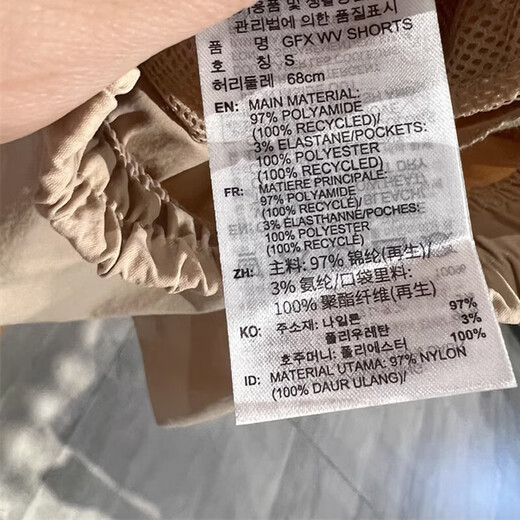 관리법에 의한 품질표시
품 명 GFX WV SHORTS
호 칭 S
허리둘레 68cm
EN: MAIN MATERIAL:
97% POLYAMIDE
(100% RECYCLED)/
3% ELASTANE/POCKETS:
100% POLYESTER
(100% RECYCLED)
FR: MATIERE PRINCIPALE:
97% POLYAMIDE
(100% RECYCLÉ)/
3% ÉLASTHANNE/POCHES:
100% POLYESTER
(100% RECYCLÉ)
ZH: 主料: 97% 锦纶(再生)/
3% 氨纶/口袋里料:
100% 聚酯纤维(再生)
KO: 주소재: 나일론 97%
폴리우레탄 3%
호주머니: 폴리에스터 100%
ID: MATERIAL UTAMA: 97% NYLON
(100% DAUR ULANG)/